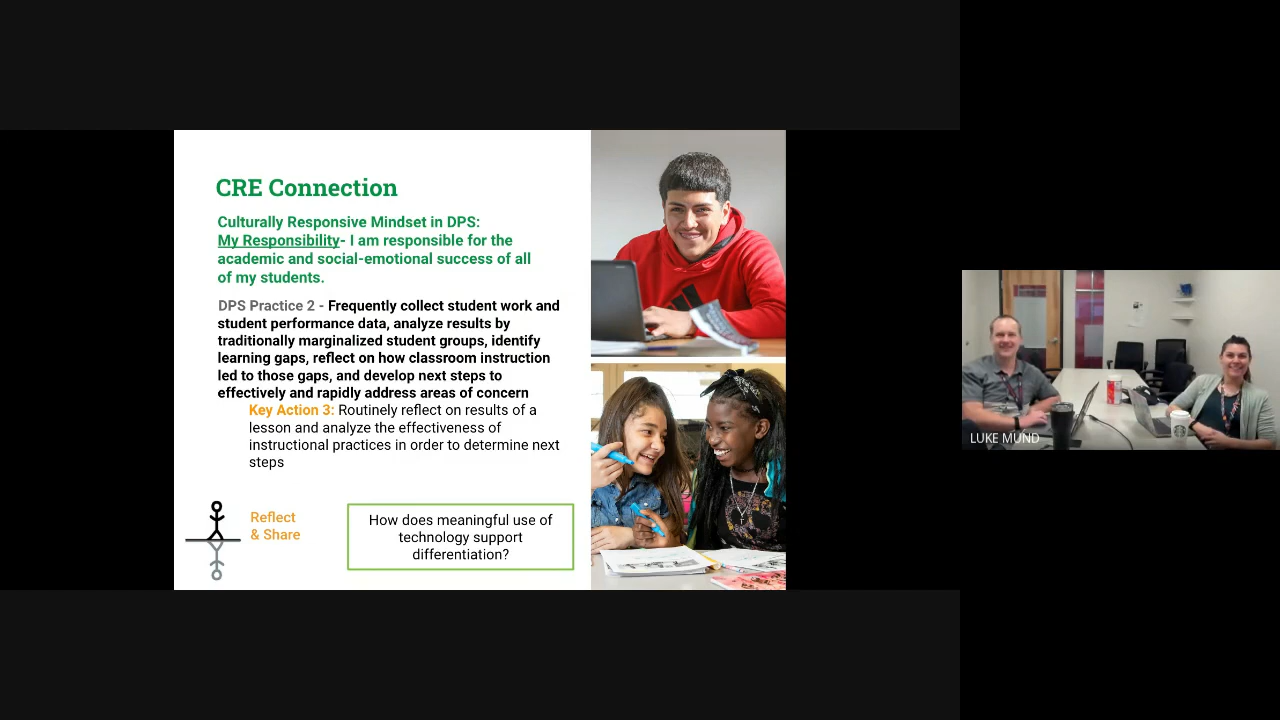 CRE Connection
Culturally Responsive Mindset in DPS:
My Responsibility- I am responsible for the
academic and social-emotional success of all
of my students.
DPS Practice 2 - Frequently collect student work and
student performance data, analyze results by
traditionally marginalized student groups, identify
learning gaps, reflect on how classroom instruction
led to those gaps, and develop next steps to
effectively and rapidly address areas of concern
Key Action 3: Routinely reflect on results of a
lesson and analyze the effectiveness of
instructional practices in order to determine next
steps
Reflect
& Share
How does meaningful use of
technology support
differentiation?
LUKE MUND